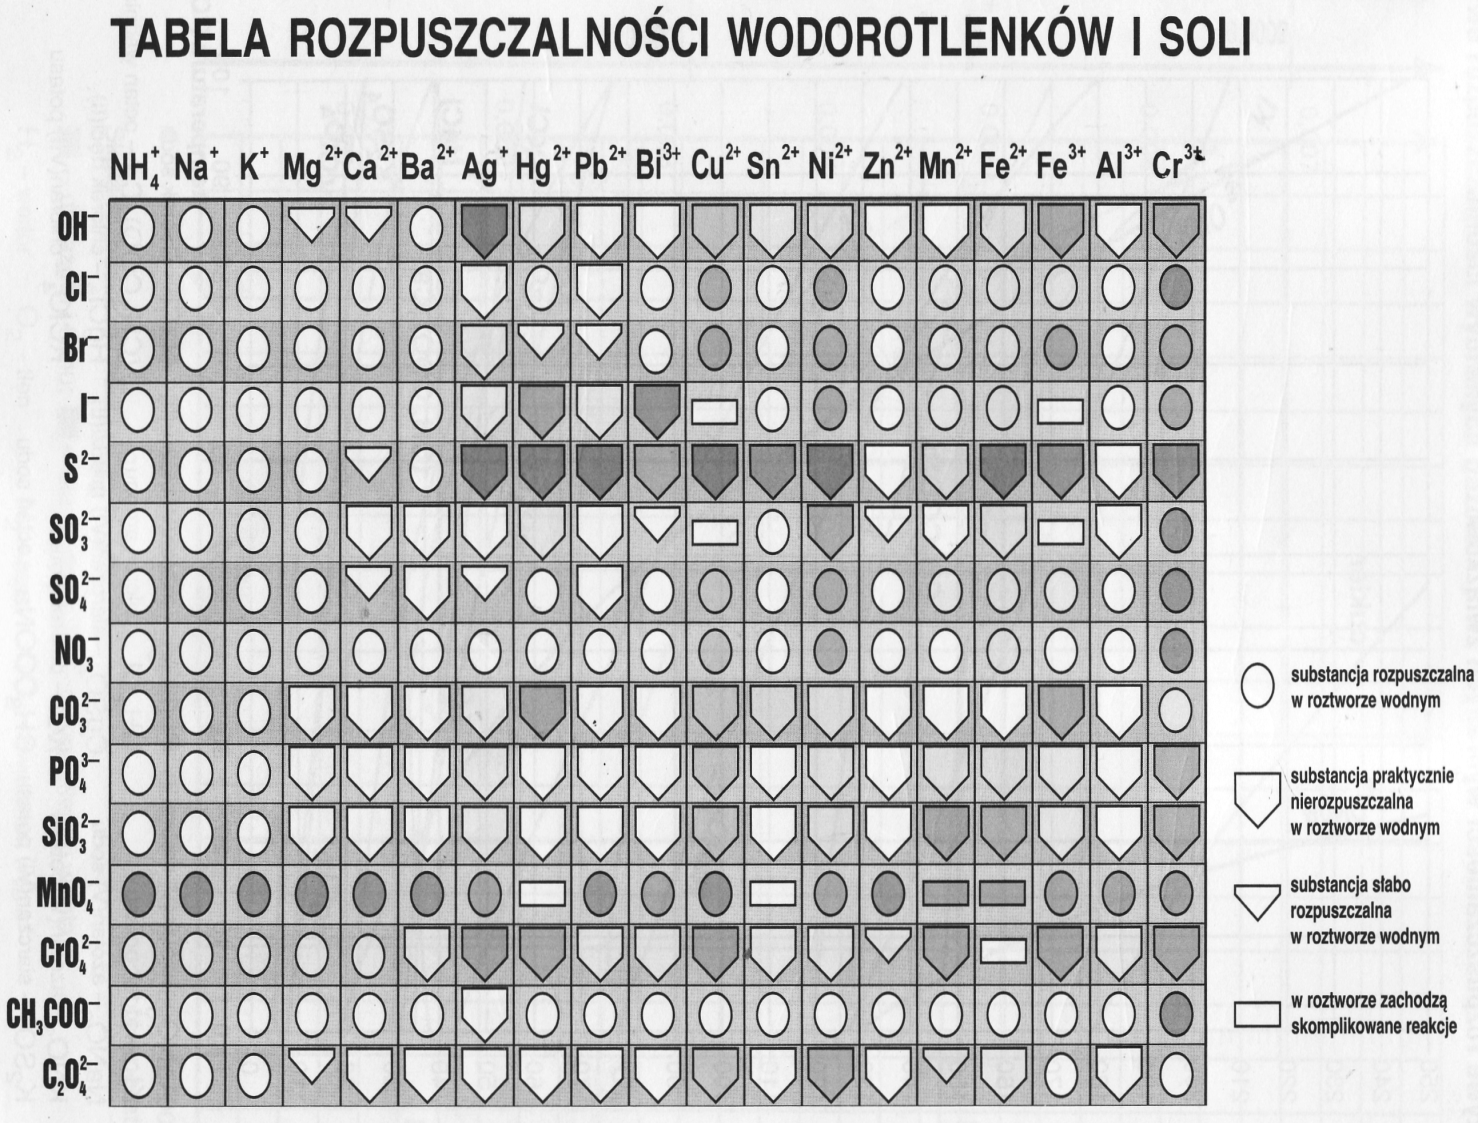 TABELA ROZPUSZCZALNOŚCI WODOROTLENKÓW I SOLI
NH₄⁺ Na⁺ K⁺ Mg²⁺ Ca²⁺ Ba²⁺ Ag⁺ Hg²⁺ Pb²⁺ Bi³⁺ Cu²⁺ Sn²⁺ Ni²⁺ Zn²⁺ Mn²⁺ Fe²⁺ Fe³⁺ Al³⁺ Cr³⁺
OH⁻
Cl⁻
Br⁻
I⁻
S²⁻
SO₃²⁻
SO₄²⁻
NO₃⁻
CO₃²⁻
PO₄³⁻
SiO₃²⁻
MnO₄⁻
CrO₄²⁻
CH₃COO⁻
C₂O₄²⁻
substancja rozpuszczalna
w roztworze wodnym
substancja praktycznie
nierozpuszczalna
w roztworze wodnym
substancja słabo
rozpuszczalna
w roztworze wodnym
w roztworze zachodzą
skomplikowane reakcje